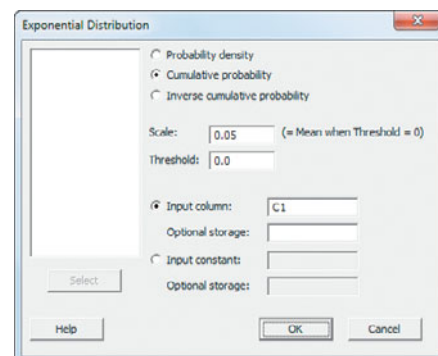 Exponential Distribution
Probability density
Cumulative probability
Inverse cumulative probability
Scale: 0.05 (= Mean when Threshold = 0)
Threshold: 0.0
Input column: C1
Optional storage:
Input constant:
Optional storage:
Select
Help OK Cancel